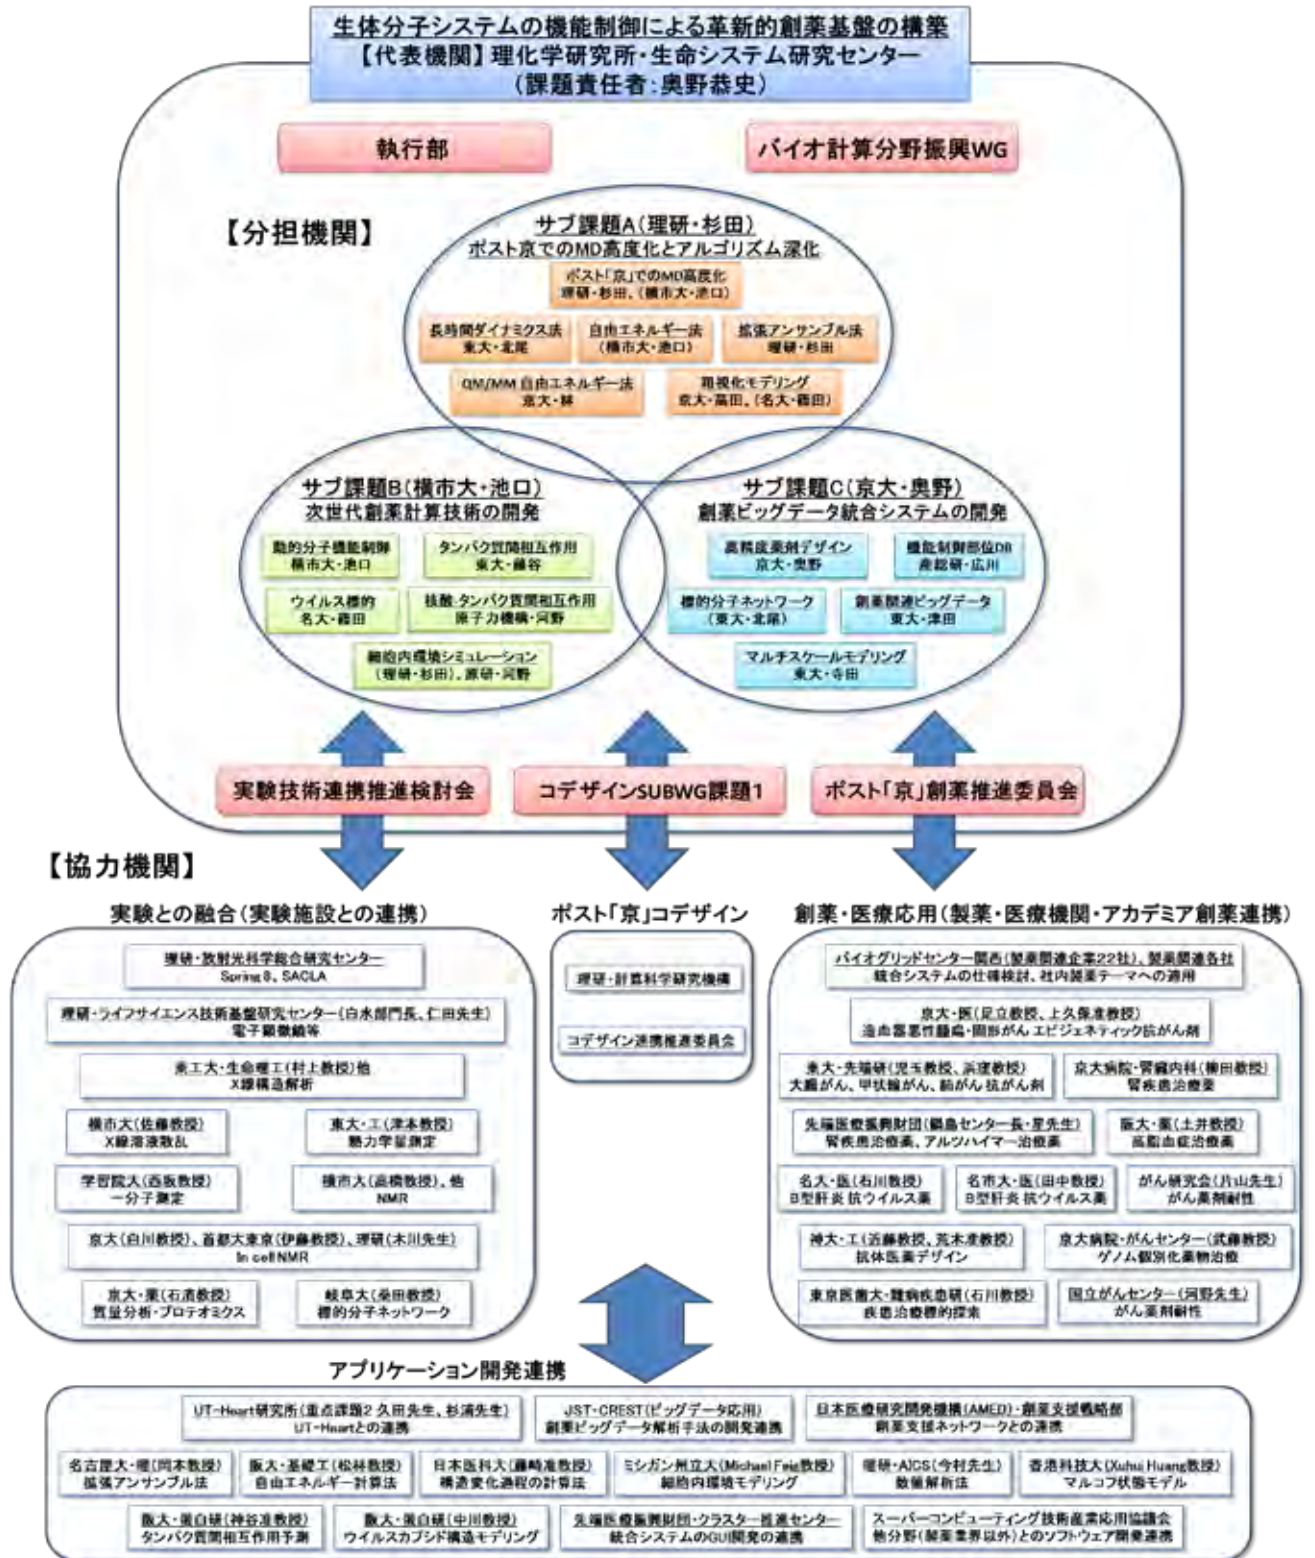 生体分子システムの機能制御による革新的創薬基盤の構築
【代表機関】理化学研究所・生命システム研究センター
(課題責任者:奥野恭史)
執行部
バイオ計算分野振興WG
【分担機関】
サブ課題A(理研・杉田)
ポスト京でのMD高度化とアルゴリズム深化
ポスト「京」でのMD高度化
理研・杉田、(横市大・池口)
長時間ダイナミクス法
東大・北尾
自由エネルギー法
(横市大・池口)
拡張アンサンブル法
理研・杉田
QM/MM 自由エネルギー法
京大・林
粗視化モデリング
京大・高田、(名大・篠田)
サブ課題B(横市大・池口)
次世代創薬計算技術の開発
動的分子機能制御
横市大・池口
タンパク質間相互作用
東大・藤谷
ウイルス標的
名大・篠田
核酸・タンパク質間相互作用
原子力機構・河野
細胞内環境シミュレーション
(理研・杉田)、原研・河野
サブ課題C(京大・奥野)
創薬ビッグデータ統合システムの開発
高精度薬剤デザイン
京大・奥野
機能制御部位DB
産総研・広川
標的分子ネットワーク
(東大・北尾)
創薬関連ビッグデータ
東大・津田
マルチスケールモデリング
東大・寺田
実験技術連携推進検討会
コデザインSUBWG課題1
ポスト「京」創薬推進委員会
【協力機関】
実験との融合(実験施設との連携)
理研・放射光科学総合研究センター
Spring8、SACLA
理研・ライフサイエンス技術基盤研究センター(白水部門長、仁田先生)
電子顕微鏡等
東工大・生命理工(村上教授)他
X線構造解析
横市大(佐藤教授)
X線溶液散乱
東大・工(津本教授)
熱力学量測定
学習院大(西坂教授)
一分子測定
横市大(高橋教授)、他
NMR
京大(白川教授)、首都大東京(伊藤教授)、理研(木川先生)
In cell NMR
京大・薬(石濱教授)
質量分析・プロテオミクス
岐阜大(桑田教授)
標的分子ネットワーク
ポスト「京」コデザイン
理研・計算科学研究機構
コデザイン連携推進委員会
創薬・医療応用(製薬・医療機関・アカデミア創薬連携)
バイオグリッドセンター関西(製薬関連企業22社)、製薬関連各社
統合システムの仕様検討、社内製薬テーマへの適用
京大・医(足立教授、上久保准教授)
造血器悪性腫瘍・固形がん エピジェネティック抗がん剤
東大・先端研(児玉教授、浜窪教授)
大腸がん、甲状腺がん、肺がん 抗がん剤
京大病院・腎臓内科(柳田教授)
腎疾患治療薬
先端医療振興財団(鍋島センター長・星先生)
腎疾患治療薬、アルツハイマー治療薬
阪大・薬(土井教授)
高脂血症治療薬
名大・医(石川教授)
B型肝炎 抗ウイルス薬
名市大・医(田中教授)
B型肝炎 抗ウイルス薬
がん研究会(片山先生)
がん薬剤耐性
神大・工(近藤教授、荒木准教授)
抗体医薬デザイン
京大病院・がんセンター(武藤教授)
ゲノム個別化薬物治療
東京医歯大・難病疾患研(石川教授)
疾患治療標的探索
国立がんセンター(河野先生)
がん薬剤耐性
アプリケーション開発連携
UT-Heart研究所(重点課題2 久田先生、杉浦先生)
UT-Heartとの連携
JST-CREST(ビッグデータ応用)
創薬ビッグデータ解析手法の開発連携
日本医療研究開発機構(AMED)・創薬支援戦略部
創薬支援ネットワークとの連携
名古屋大・理(岡本教授)
拡張アンサンブル法
阪大・基礎工(松林教授)
自由エネルギー計算法
日本医科大(藤崎准教授)
構造変化過程の計算法
ミシガン州立大(Michael Feig教授)
細胞内環境モデリング
理研・AICS(今村先生)
数値解析法
香港科技大(Xuhui Huang教授)
マルコフ状態モデル
阪大・蛋白研(神谷准教授)
タンパク質間相互作用予測
阪大・蛋白研(中川教授)
ウイルスカプシド構造モデリング
先端医療振興財団・クラスター推進センター
統合システムのGUI開発の連携
スーパーコンピューティング技術産業応用協議会
他分野(製薬業界以外)とのソフトウェア開発連携